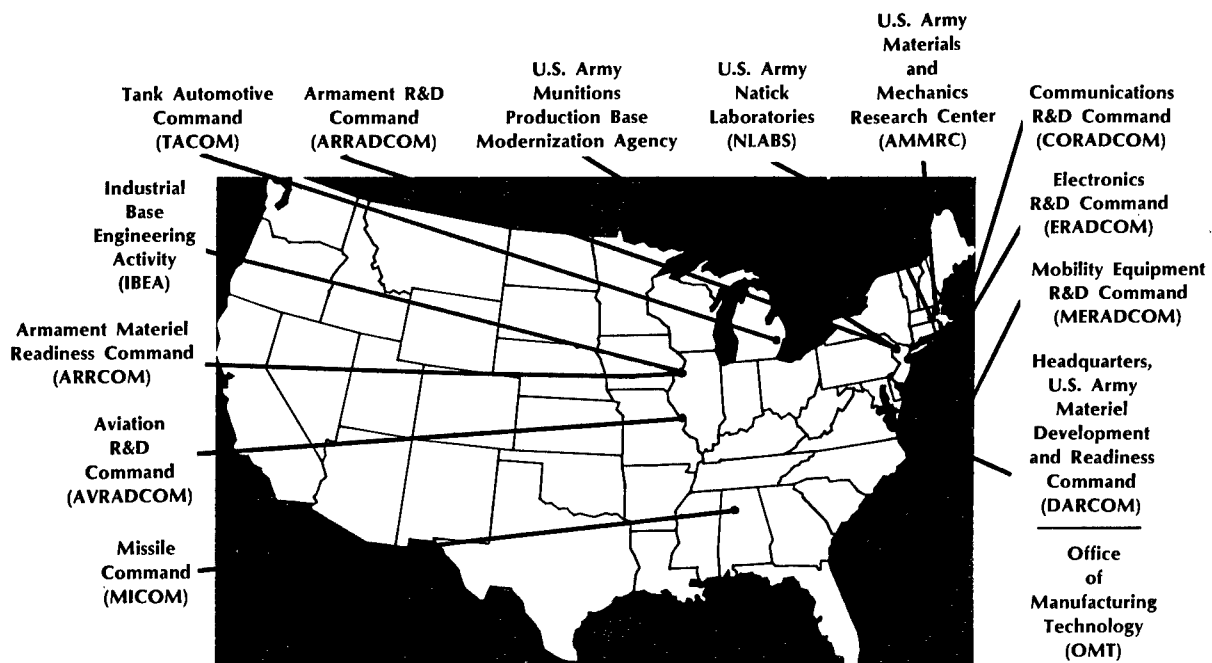 U.S. Army
Materials
and
Mechanics
Research Center
(AMMRC)
U.S. Army
Natick
Laboratories
(NLABS)
U.S. Army
Munitions
Production Base
Modernization Agency
Armament R&D
Command
(ARRADCOM)
Tank Automotive
Command
(TACOM)
Communications
R&D Command
(CORADCOM)
Industrial
Base
Engineering
Activity
(IBEA)
Electronics
R&D Command
(ERADCOM)
Mobility Equipment
R&D Command
(MERADCOM)
Armament Materiel
Readiness Command
(ARRCOM)
Headquarters,
U.S. Army
Materiel
Development
and Readiness
Command
(DARCOM)
Aviation
R&D
Command
(AVRADCOM)
Missile
Command
(MICOM)
Office
of
Manufacturing
Technology
(OMT)